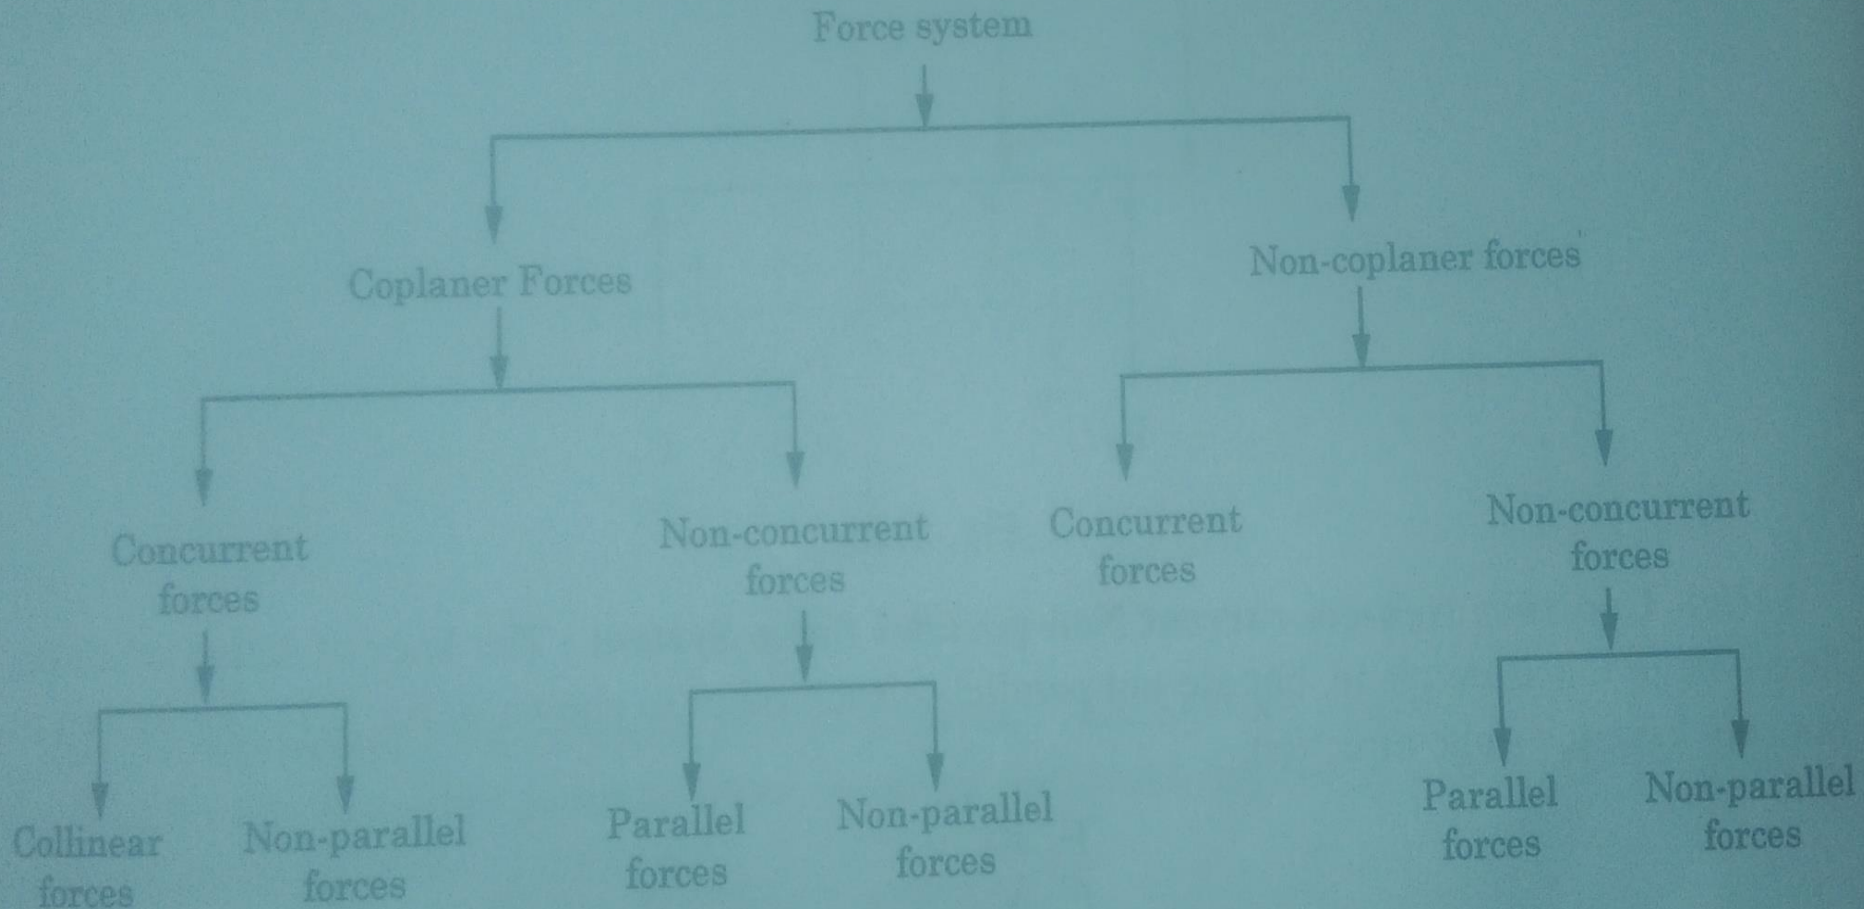 Force system
Coplaner Forces
Non-coplaner forces
Concurrent
forces
Non-concurrent
forces
Concurrent
forces
Non-concurrent
forces
Collinear
forces
Non-parallel
forces
Parallel
forces
Non-parallel
forces
Parallel
forces
Non-parallel
forces